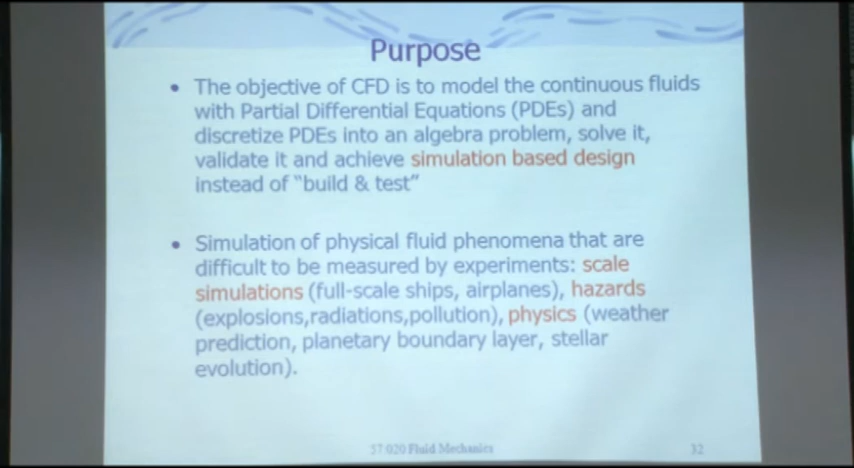 Purpose
• The objective of CFD is to model the continuous fluids
with Partial Differential Equations (PDEs) and
discretize PDEs into an algebra problem, solve it,
validate it and achieve simulation based design
instead of "build & test"
• Simulation of physical fluid phenomena that are
difficult to be measured by experiments: scale
simulations (full-scale ships, airplanes), hazards
(explosions,radiations,pollution), physics (weather
prediction, planetary boundary layer, stellar
evolution).
57:020 Fluid Mechanics
32